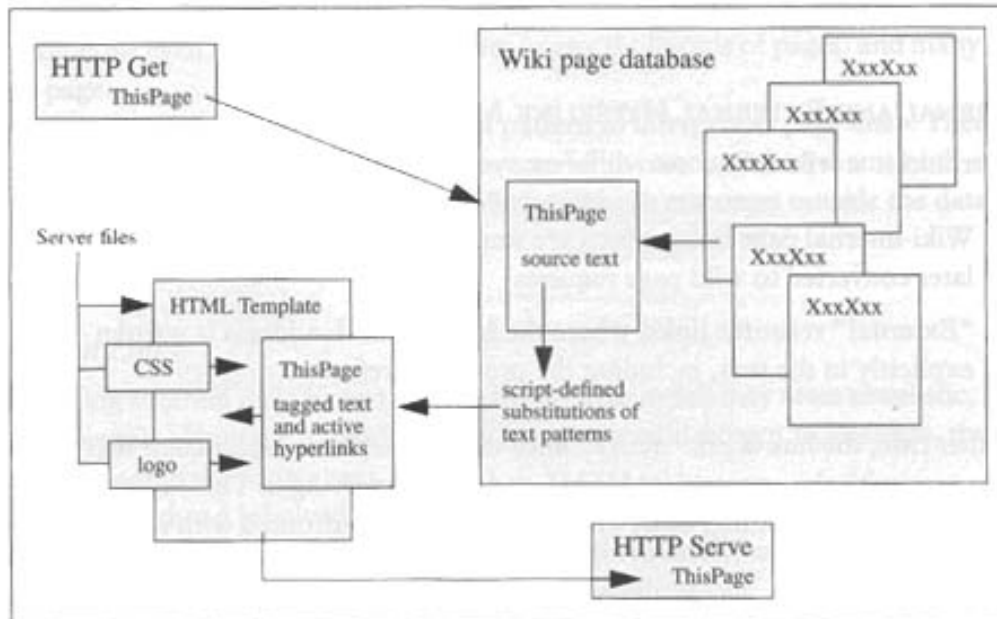 HTTP Get
ThisPage
Wiki page database
XxxXxx
XxxXxx
XxxXxx
XxxXxx
XxxXxx
ThisPage
source text
script-defined
substitutions of
text patterns
Server files
HTML Template
CSS
logo
ThisPage
tagged text
and active
hyperlinks
HTTP Serve
ThisPage